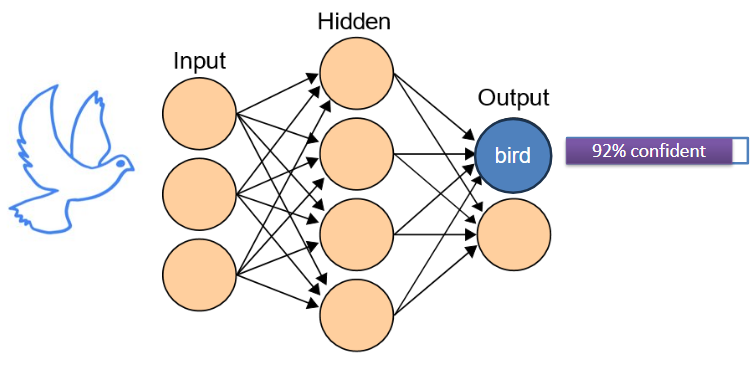 Hidden
Input
Output
bird
92% confident